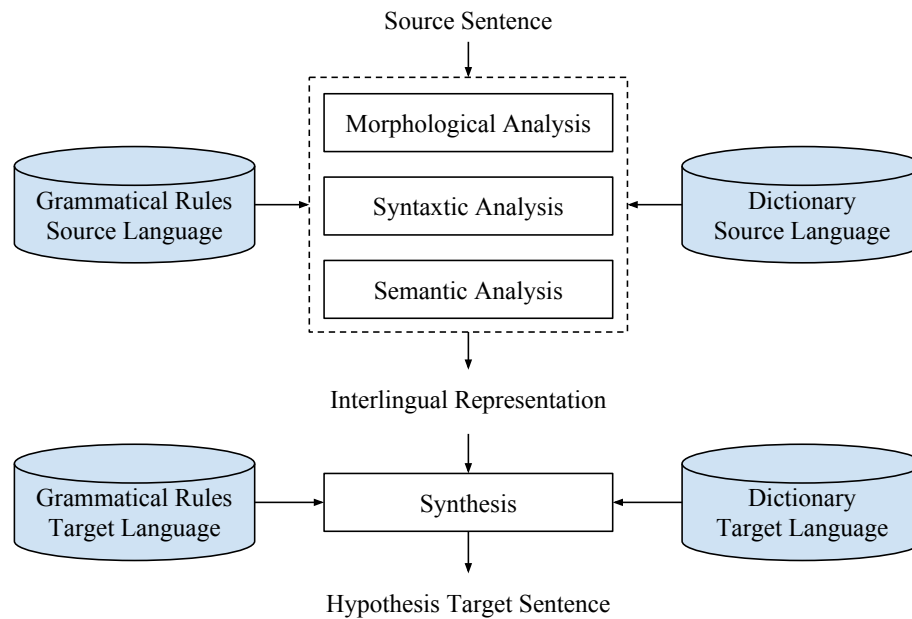 Source Sentence
Morphological Analysis
Grammatical Rules
Source Language
Syntaxtic Analysis
Dictionary
Source Language
Semantic Analysis
Interlingual Representation
Grammatical Rules
Target Language
Synthesis
Dictionary
Target Language
Hypothesis Target Sentence